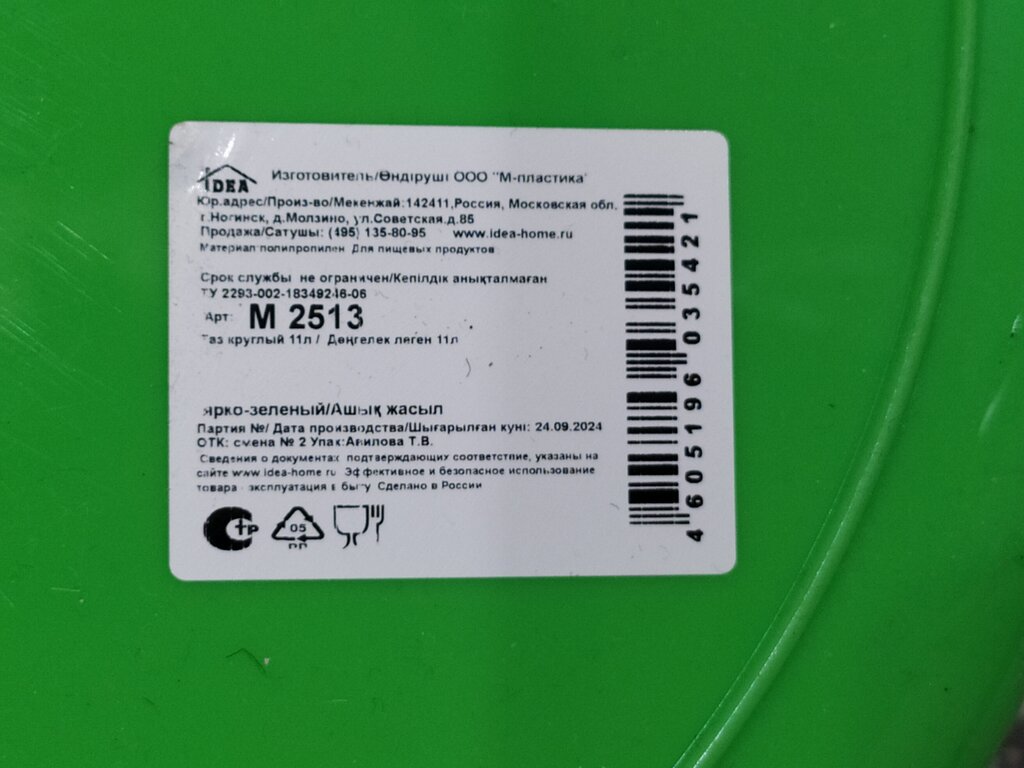 IDEA
Изготовитель/Өндіруші ООО "М-пластика"
Юр.адрес/Произ-во/Мекенжай:142411,Россия, Московская обл.
г.Ногинск, д.Молзино, ул.Советская.д.85
Продажа/Сатушы: (495) 135-80-95 www.idea-home.ru
Материал полипропилен Для пищевых продуктов
Срок службы не ограничен/Кепілдік анықталмаған
ТУ 2293-002-18349246-06
Арт: М 2513
Таз круглый 11л / Дөңгелек леген 11л
ярко-зеленый/Ашық жасыл
Партия №/ Дата производства/Шығарылған күні: 24.09.2024
ОТК: смена № 2 Упак:Авилова Т.В.
Сведения о документах подтверждающих соответствие, указаны на
сайте www.idea-home ru Эффективное и безопасное использование
товара - эксплуатация в быту Сделано в России
05
PP
4 605196 035421